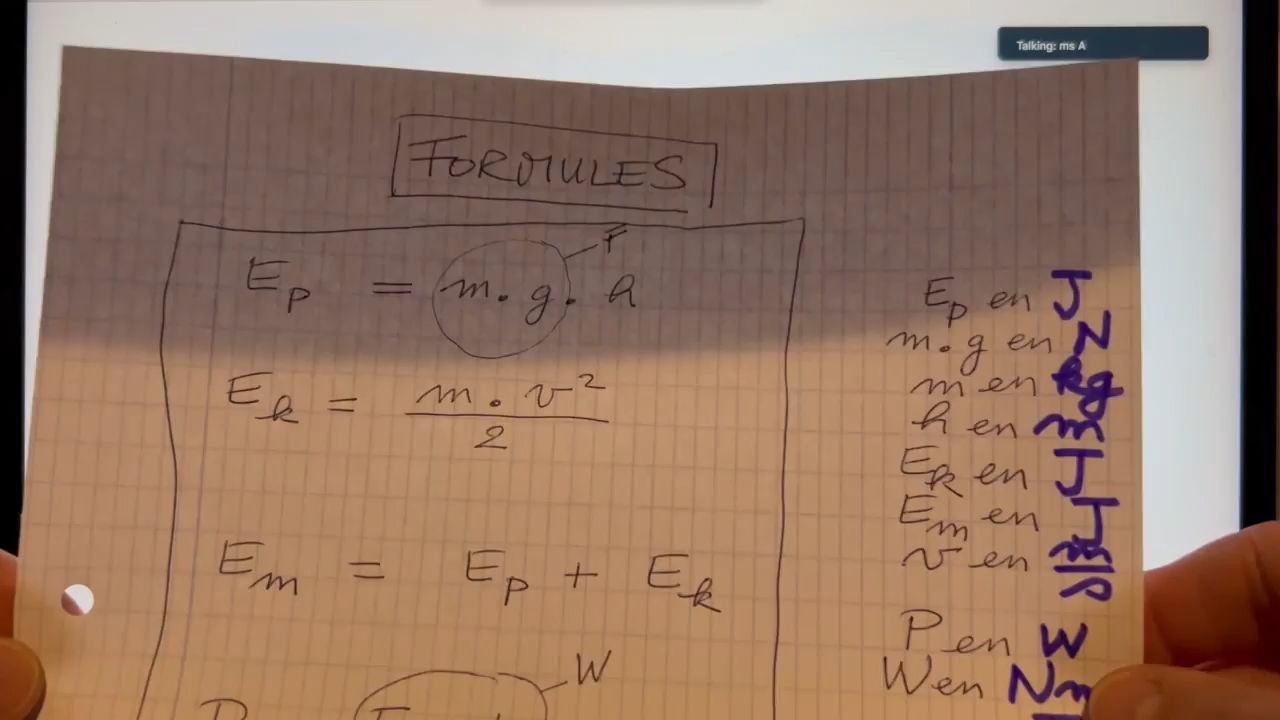 Talking: ms A
FORMULES
F
Ep = m.g.h
Ek = m.v²/2
Em = Ep + Ek
W
Ep en J
m.g en N
m en kg
h en m
Ek en J
Em en J
v en m/s
P en W
W en Nm